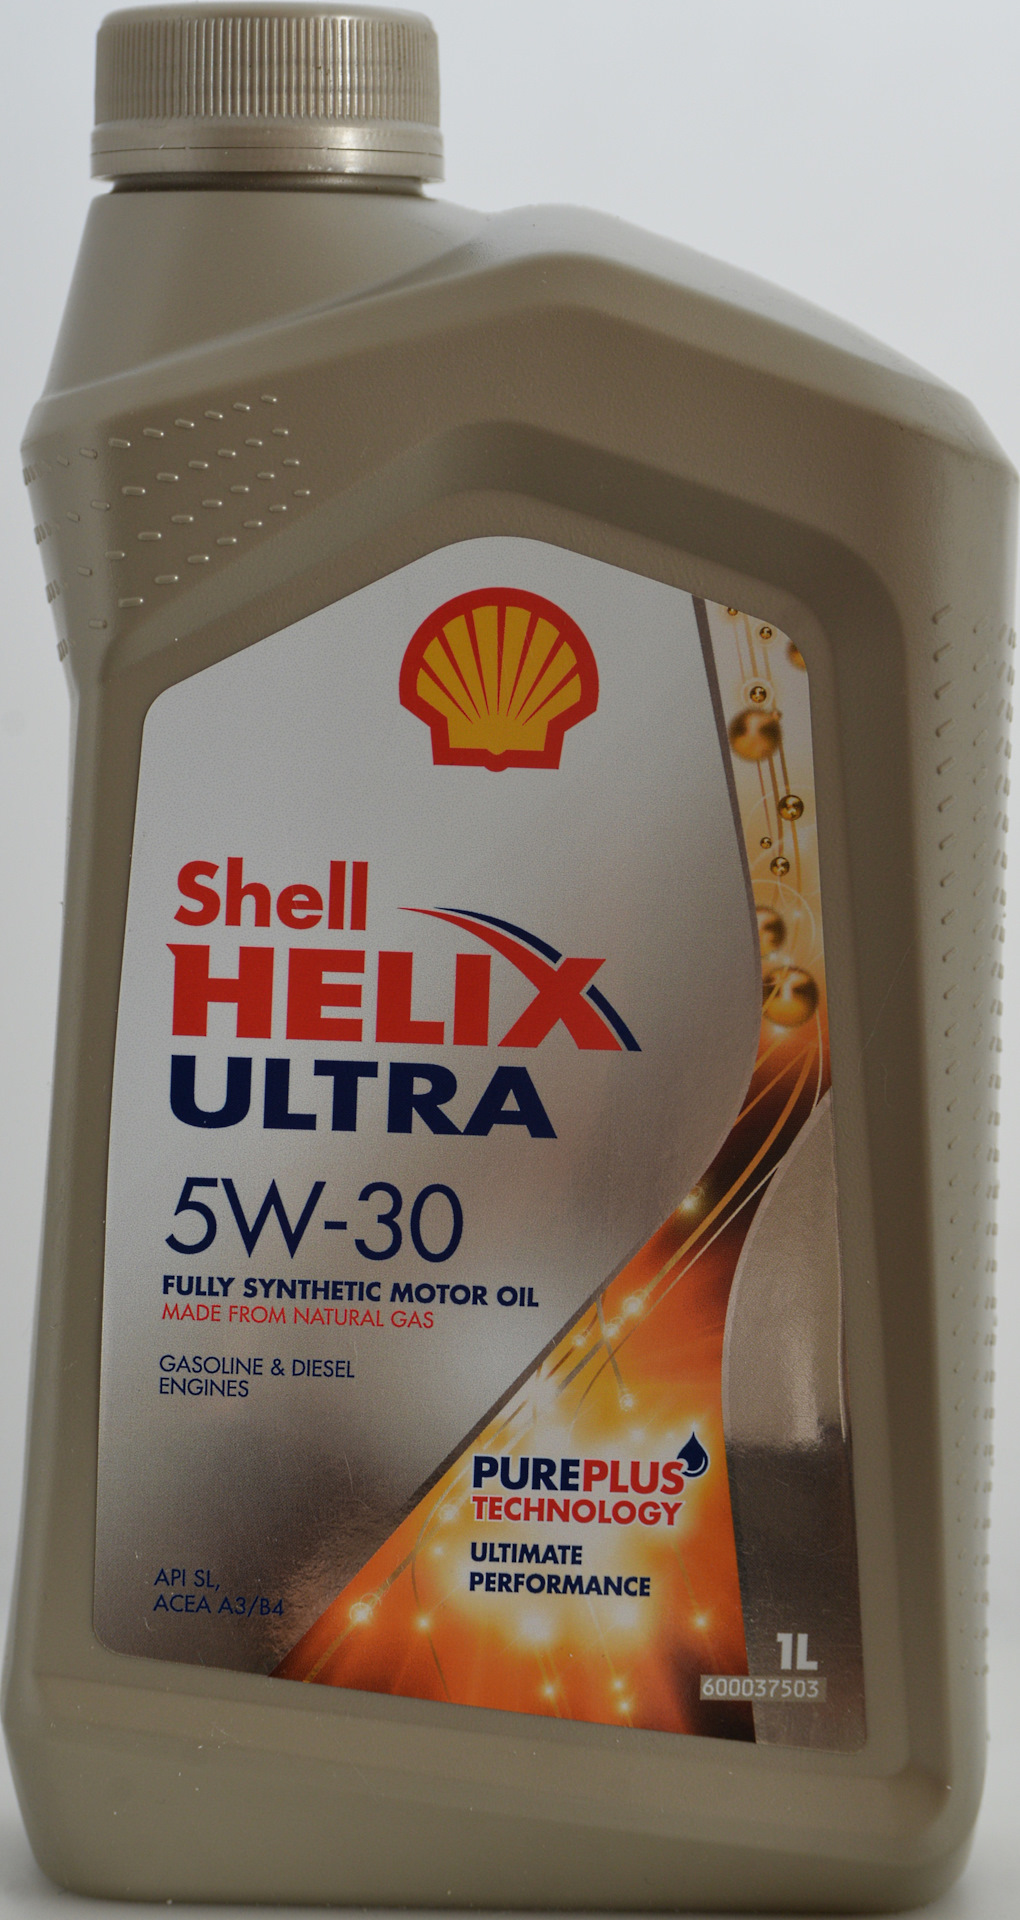 Shell
HELIX
ULTRA
5W-30
FULLY SYNTHETIC MOTOR OIL
MADE FROM NATURAL GAS
GASOLINE & DIESEL
ENGINES
PUREPLUS
TECHNOLOGY
ULTIMATE
PERFORMANCE
API SL,
ACEA A3/B4
1L
600037503